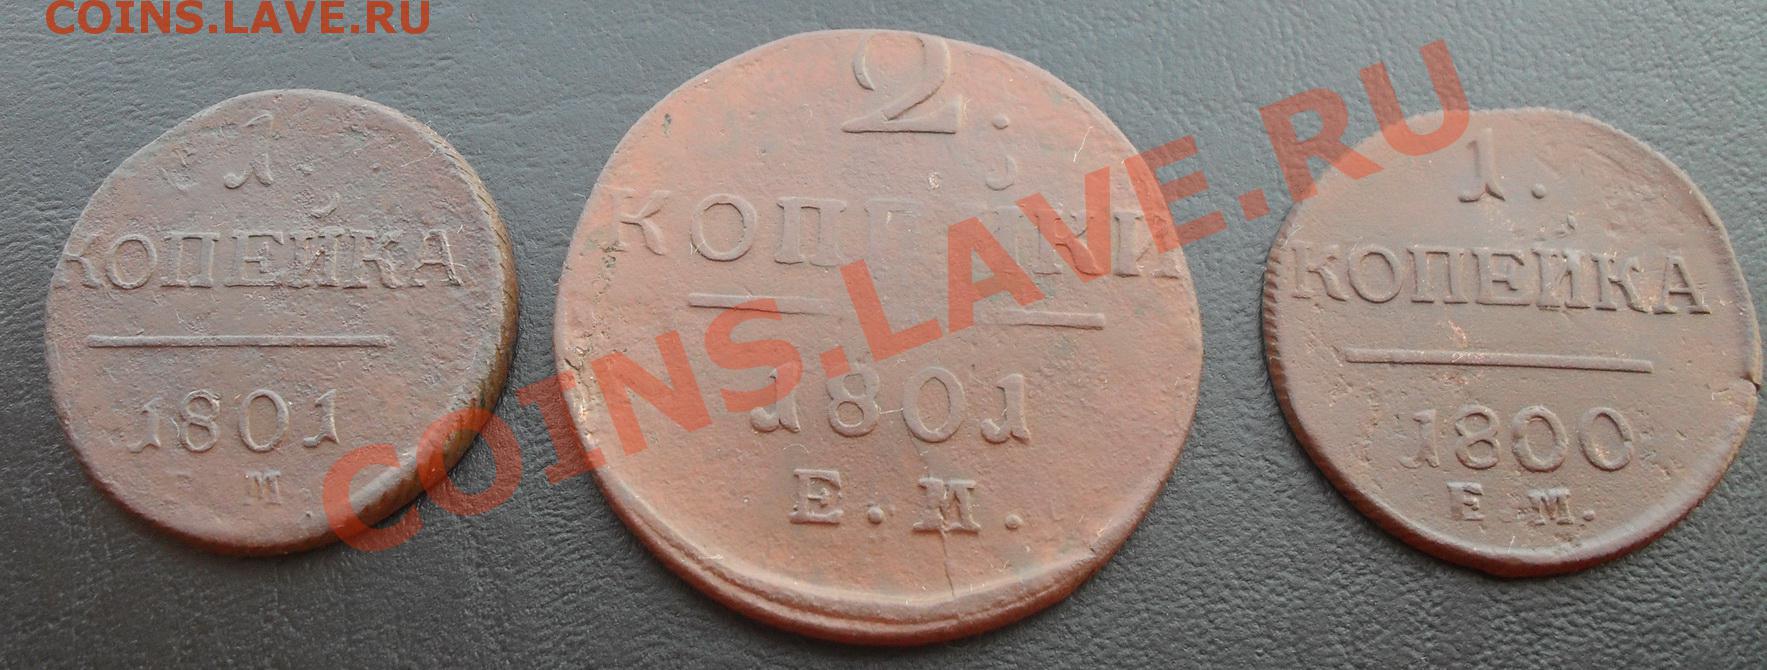 COINS.LAVE.RU
1.
КОПЕЙКА
1801
М
2.
КОПЕЙКИ
1801
Е.М.
1.
КОПЕЙКА
1800
Е.М.
COINS.LAVE.RU